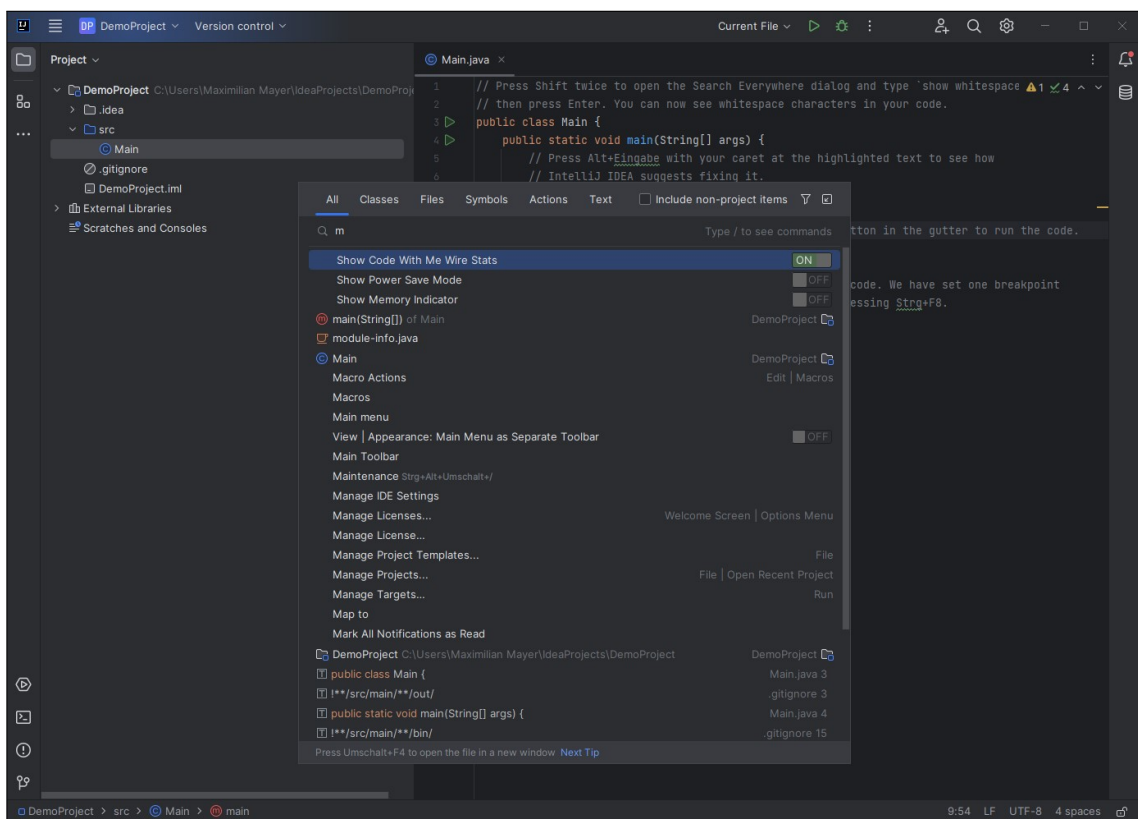 DP DemoProject Version control Current File
Project
Main.java
DemoProject C:\Users\Maximilian Mayer\IdeaProjects\DemoProj
.idea
src
Main
.gitignore
DemoProject.iml
External Libraries
Scratches and Consoles
1 // Press Shift twice to open the Search Everywhere dialog and type `show whitespace 1 4
2 // then press Enter. You can now see whitespace characters in your code.
3 public class Main {
4 public static void main(String[] args) {
5 // Press Alt+Eingabe with your caret at the highlighted text to see how
6 // IntelliJ IDEA suggests fixing it.
tton in the gutter to run the code.
code. We have set one breakpoint
essing Strg+F8.
All Classes Files Symbols Actions Text Include non-project items
m Type / to see commands
Show Code With Me Wire Stats ON
Show Power Save Mode OFF
Show Memory Indicator OFF
main(String[]) of Main DemoProject
module-info.java
Main DemoProject
Macro Actions Edit | Macros
Macros
Main menu
View | Appearance: Main Menu as Separate Toolbar OFF
Main Toolbar
Maintenance Strg+Alt+Umschalt+/
Manage IDE Settings
Manage Licenses... Welcome Screen | Options Menu
Manage License...
Manage Project Templates... File
Manage Projects... File | Open Recent Project
Manage Targets... Run
Map to
Mark All Notifications as Read
DemoProject C:\Users\Maximilian Mayer\IdeaProjects\DemoProject DemoProject
public class Main { Main.java 3
!**/src/main/**/out/ .gitignore 3
public static void main(String[] args) { Main.java 4
!**/src/main/**/bin/ .gitignore 15
Press Umschalt+F4 to open the file in a new window Next Tip
DemoProject > src > Main > main 9:54 LF UTF-8 4 spaces